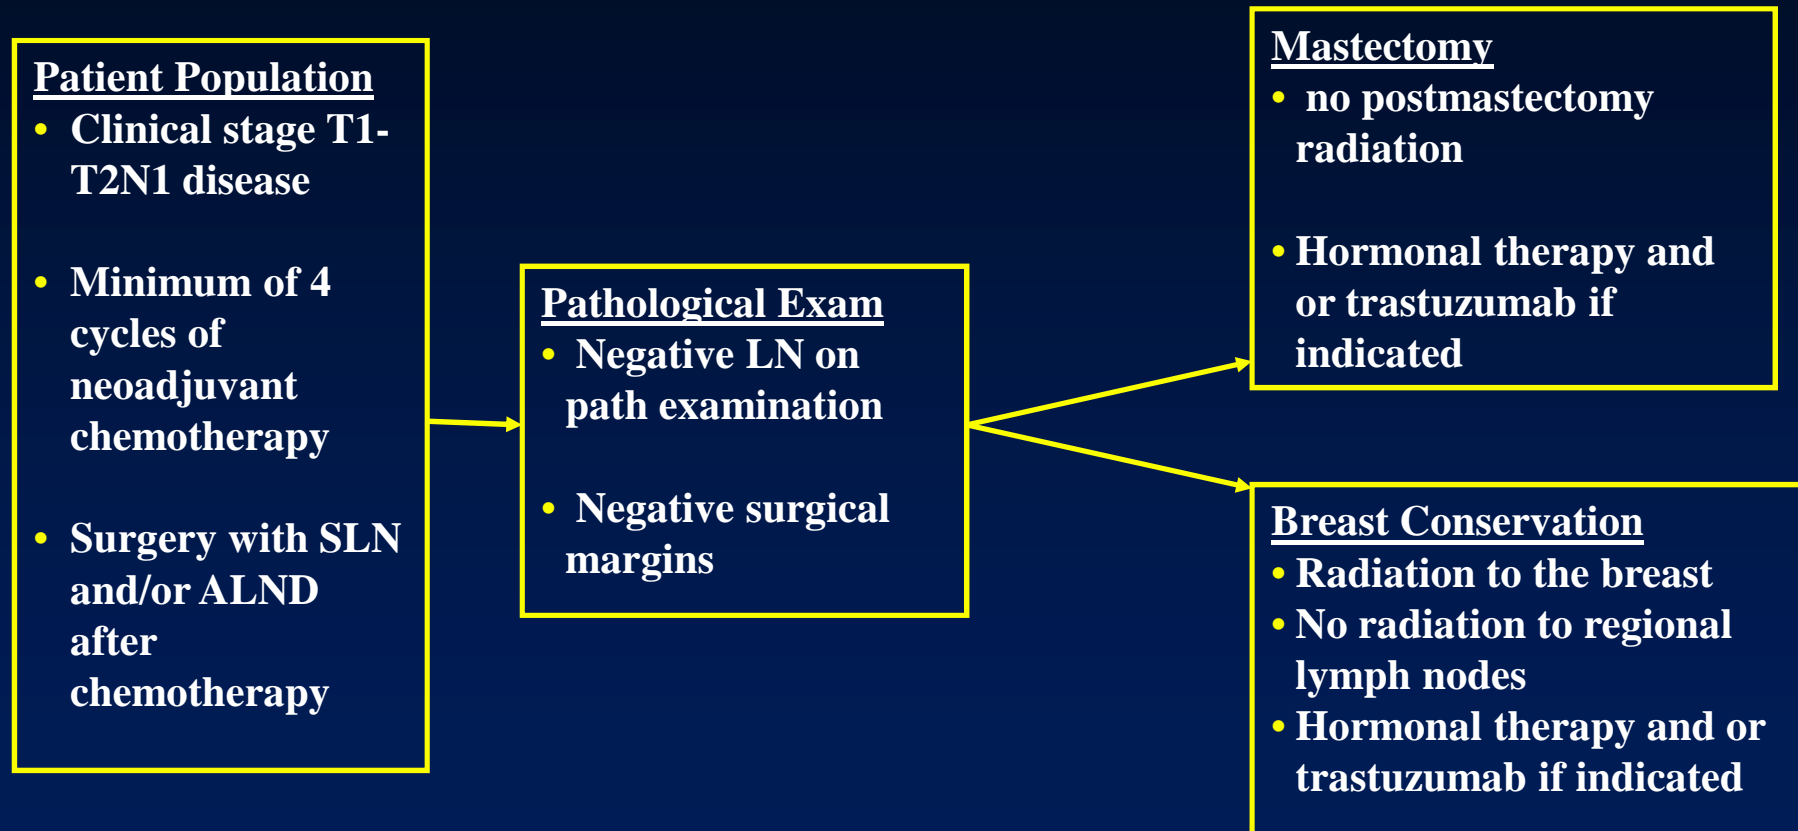 Patient Population
• Clinical stage T1-
T2N1 disease
• Minimum of 4
cycles of
neoadjuvant
chemotherapy
• Surgery with SLN
and/or ALND
after
chemotherapy
Pathological Exam
• Negative LN on
path examination
• Negative surgical
margins
Mastectomy
• no postmastectomy
radiation
• Hormonal therapy and
or trastuzumab if
indicated
Breast Conservation
• Radiation to the breast
• No radiation to regional
lymph nodes
• Hormonal therapy and or
trastuzumab if indicated